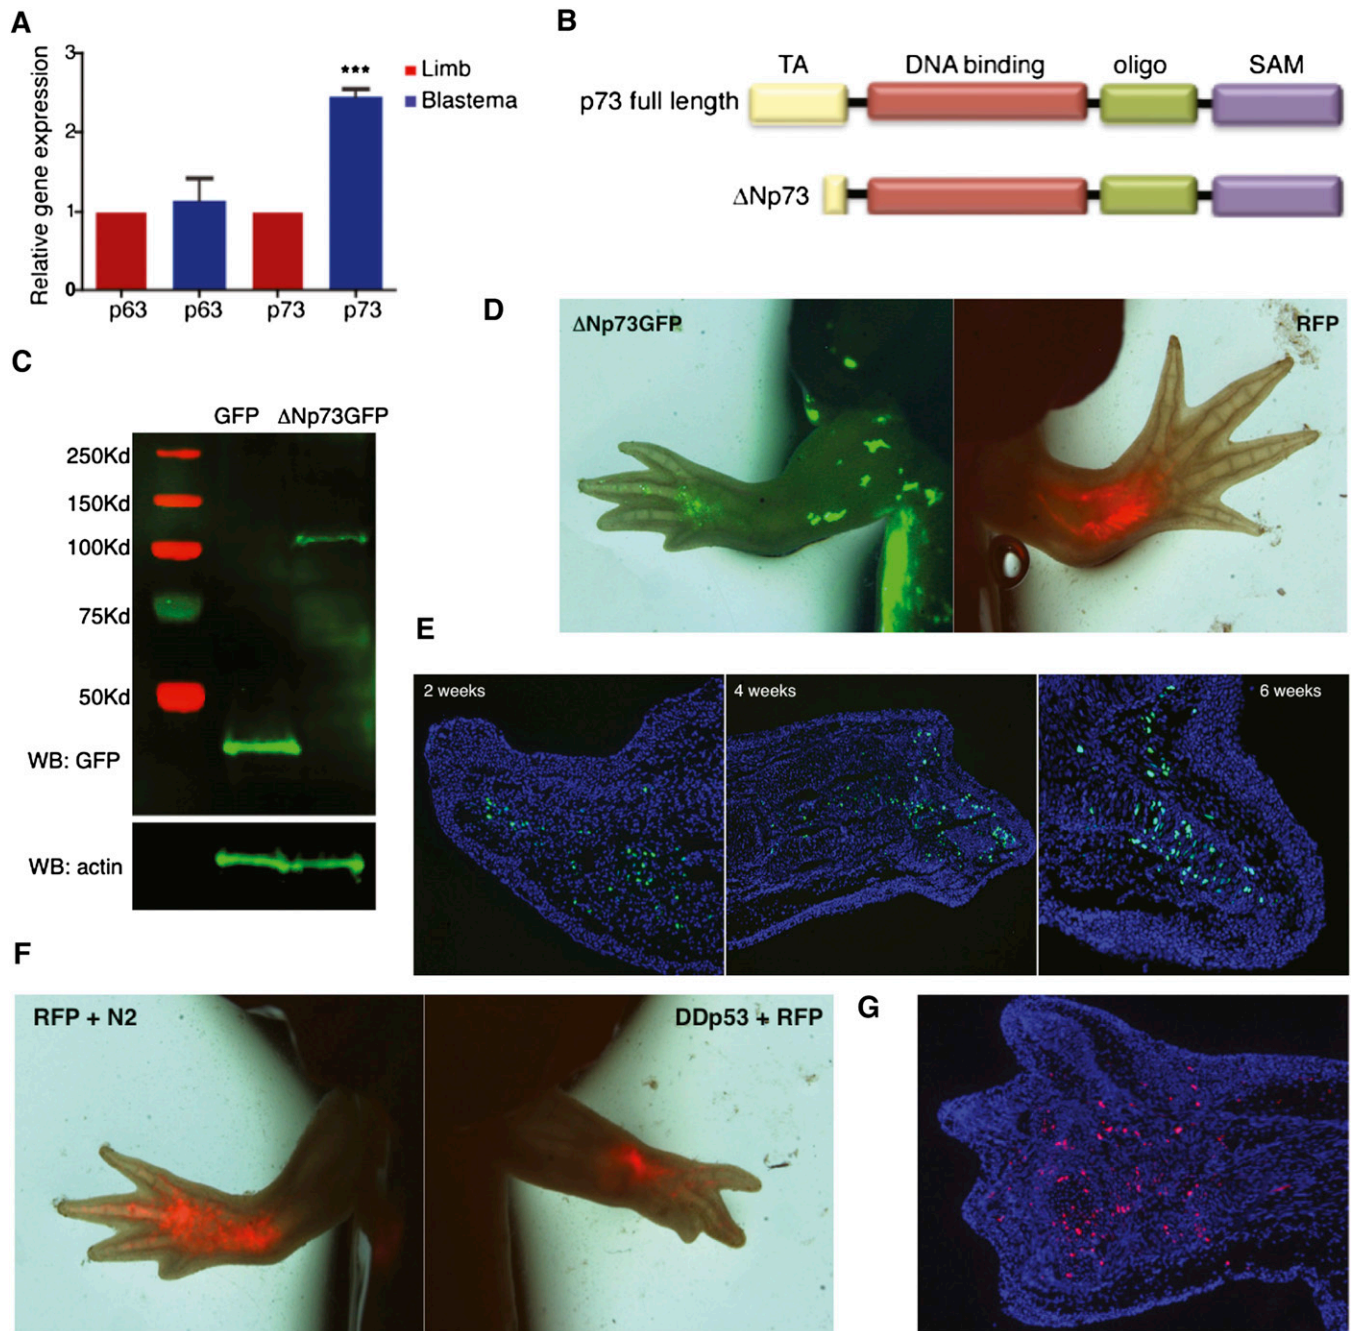 A
Relative gene expression
3
2
1
0
***
Limb
Blastema
p63
p63
p73
p73
B
TA
DNA binding
oligo
SAM
p73 full length
ΔNp73
C
GFP
ΔNp73GFP
250Kd
150Kd
100Kd
75Kd
50Kd
WB: GFP
WB: actin
D
ΔNp73GFP
RFP
E
2 weeks
4 weeks
6 weeks
F
RFP + N2
DDp53 + RFP
G